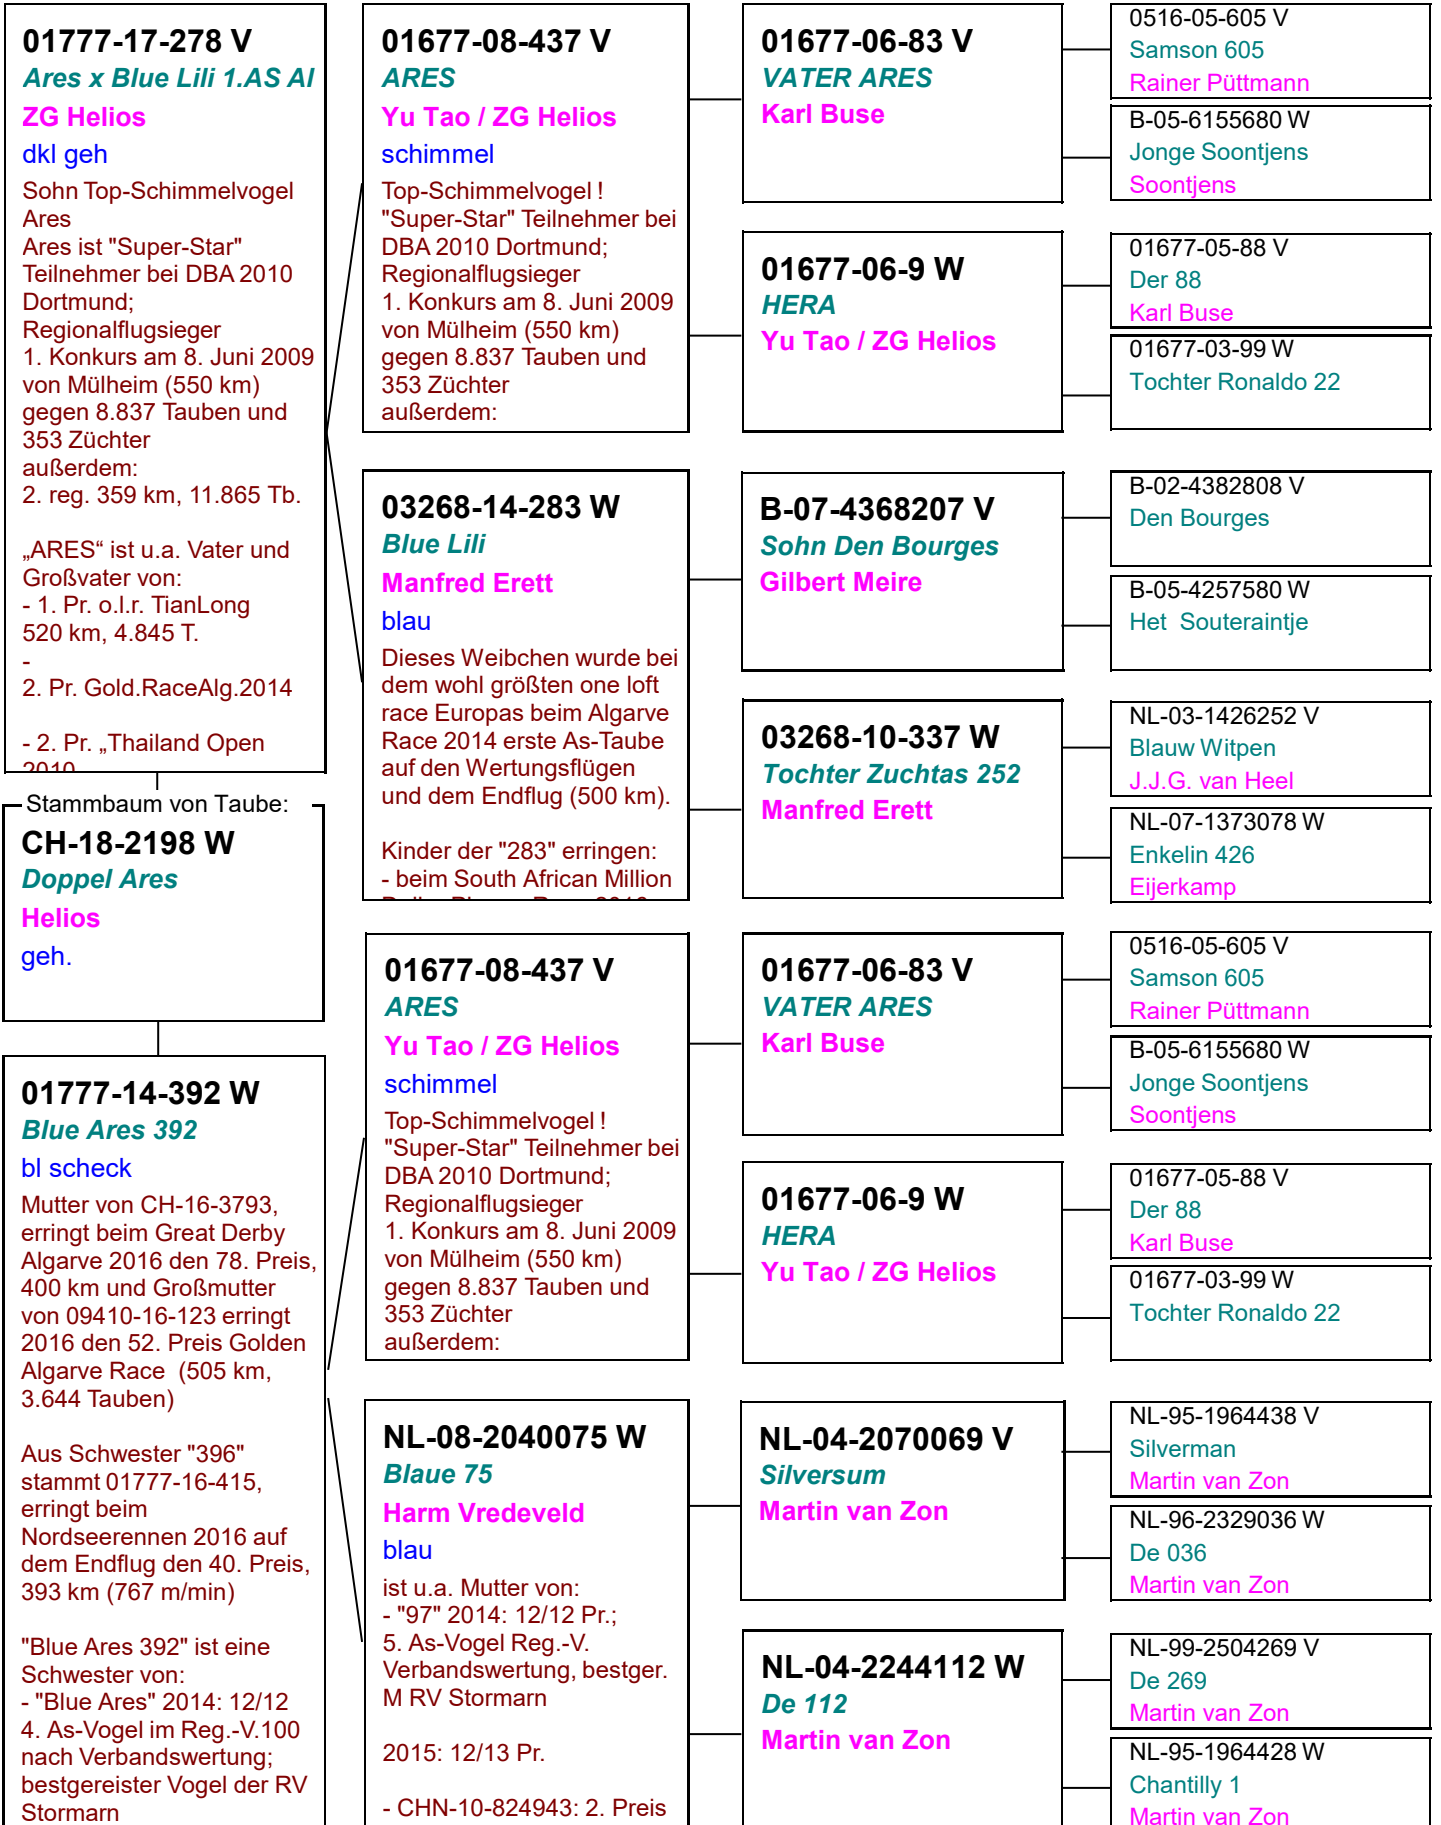 01777-17-278 V
Ares x Blue Lili 1.AS Al
ZG Helios
dkl geh
Sohn Top-Schimmelvogel
Ares
Ares ist "Super-Star"
Teilnehmer bei DBA 2010
Dortmund;
Regionalflugsieger
1. Konkurs am 8. Juni 2009
von Mülheim (550 km)
gegen 8.837 Tauben und
353 Züchter
außerdem:
2. reg. 359 km, 11.865 Tb.
„ARES“ ist u.a. Vater und
Großvater von:
- 1. Pr. o.l.r. TianLong
520 km, 4.845 T.
-
2. Pr. Gold.RaceAlg.2014
- 2. Pr. „Thailand Open
2010
Stammbaum von Taube:
CH-18-2198 W
Doppel Ares
Helios
geh.
01777-14-392 W
Blue Ares 392
bl scheck
Mutter von CH-16-3793,
erringt beim Great Derby
Algarve 2016 den 78. Preis,
400 km und Großmutter
von 09410-16-123 erringt
2016 den 52. Preis Golden
Algarve Race (505 km,
3.644 Tauben)
Aus Schwester "396"
stammt 01777-16-415,
erringt beim
Nordseerennen 2016 auf
dem Endflug den 40. Preis,
393 km (767 m/min)
"Blue Ares 392" ist eine
Schwester von:
- "Blue Ares" 2014: 12/12
4. As-Vogel im Reg.-V.100
nach Verbandswertung;
bestgereister Vogel der RV
Stormarn
01677-08-437 V
ARES
Yu Tao / ZG Helios
schimmel
Top-Schimmelvogel !
"Super-Star" Teilnehmer bei
DBA 2010 Dortmund;
Regionalflugsieger
1. Konkurs am 8. Juni 2009
von Mülheim (550 km)
gegen 8.837 Tauben und
353 Züchter
außerdem:
03268-14-283 W
Blue Lili
Manfred Erett
blau
Dieses Weibchen wurde bei
dem wohl größten one loft
race Europas beim Algarve
Race 2014 erste As-Taube
auf den Wertungsflügen
und dem Endflug (500 km).
Kinder der "283" erringen:
- beim South African Million
01677-08-437 V
ARES
Yu Tao / ZG Helios
schimmel
Top-Schimmelvogel !
"Super-Star" Teilnehmer bei
DBA 2010 Dortmund;
Regionalflugsieger
1. Konkurs am 8. Juni 2009
von Mülheim (550 km)
gegen 8.837 Tauben und
353 Züchter
außerdem:
NL-08-2040075 W
Blaue 75
Harm Vredeveld
blau
ist u.a. Mutter von:
- "97" 2014: 12/12 Pr.;
5. As-Vogel Reg.-V.
Verbandswertung, bestger.
M RV Stormarn
2015: 12/13 Pr.
- CHN-10-824943: 2. Preis
01677-06-83 V
VATER ARES
Karl Buse
01677-06-9 W
HERA
Yu Tao / ZG Helios
B-07-4368207 V
Sohn Den Bourges
Gilbert Meire
03268-10-337 W
Tochter Zuchtas 252
Manfred Erett
01677-06-83 V
VATER ARES
Karl Buse
01677-06-9 W
HERA
Yu Tao / ZG Helios
NL-04-2070069 V
Silversum
Martin van Zon
NL-04-2244112 W
De 112
Martin van Zon
0516-05-605 V
Samson 605
Rainer Püttmann
B-05-6155680 W
Jonge Soontjens
Soontjens
01677-05-88 V
Der 88
Karl Buse
01677-03-99 W
Tochter Ronaldo 22
B-02-4382808 V
Den Bourges
B-05-4257580 W
Het Souteraintje
NL-03-1426252 V
Blauw Witpen
J.J.G. van Heel
NL-07-1373078 W
Enkelin 426
Eijerkamp
0516-05-605 V
Samson 605
Rainer Püttmann
B-05-6155680 W
Jonge Soontjens
Soontjens
01677-05-88 V
Der 88
Karl Buse
01677-03-99 W
Tochter Ronaldo 22
NL-95-1964438 V
Silverman
Martin van Zon
NL-96-2329036 W
De 036
Martin van Zon
NL-99-2504269 V
De 269
Martin van Zon
NL-95-1964428 W
Chantilly 1
Martin van Zon